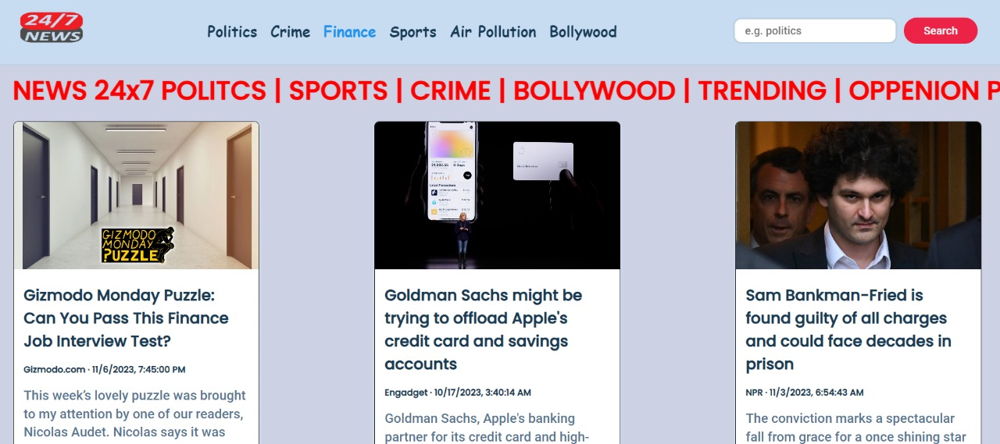 24/7
NEWS
Politics Crime Finance Sports Air Pollution Bollywood
e.g. politics
Search
NEWS 24x7 POLITCS | SPORTS | CRIME | BOLLYWOOD | TRENDING | OPPENION P
GIZMODO
MONDAY
PUZZLE
Gizmodo Monday Puzzle:
Can You Pass This Finance
Job Interview Test?
Gizmodo.com · 11/6/2023, 7:45:00 PM
This week's lovely puzzle was brought
to my attention by one of our readers,
Nicolas Audet. Nicolas says it was
Goldman Sachs might be
trying to offload Apple's
credit card and savings
accounts
Engadget · 10/17/2023, 3:40:14 AM
Goldman Sachs, Apple's banking
partner for its credit card and high-
Sam Bankman-Fried is
found guilty of all charges
and could face decades in
prison
NPR · 11/3/2023, 6:54:43 AM
The conviction marks a spectacular
fall from grace for a once shining star